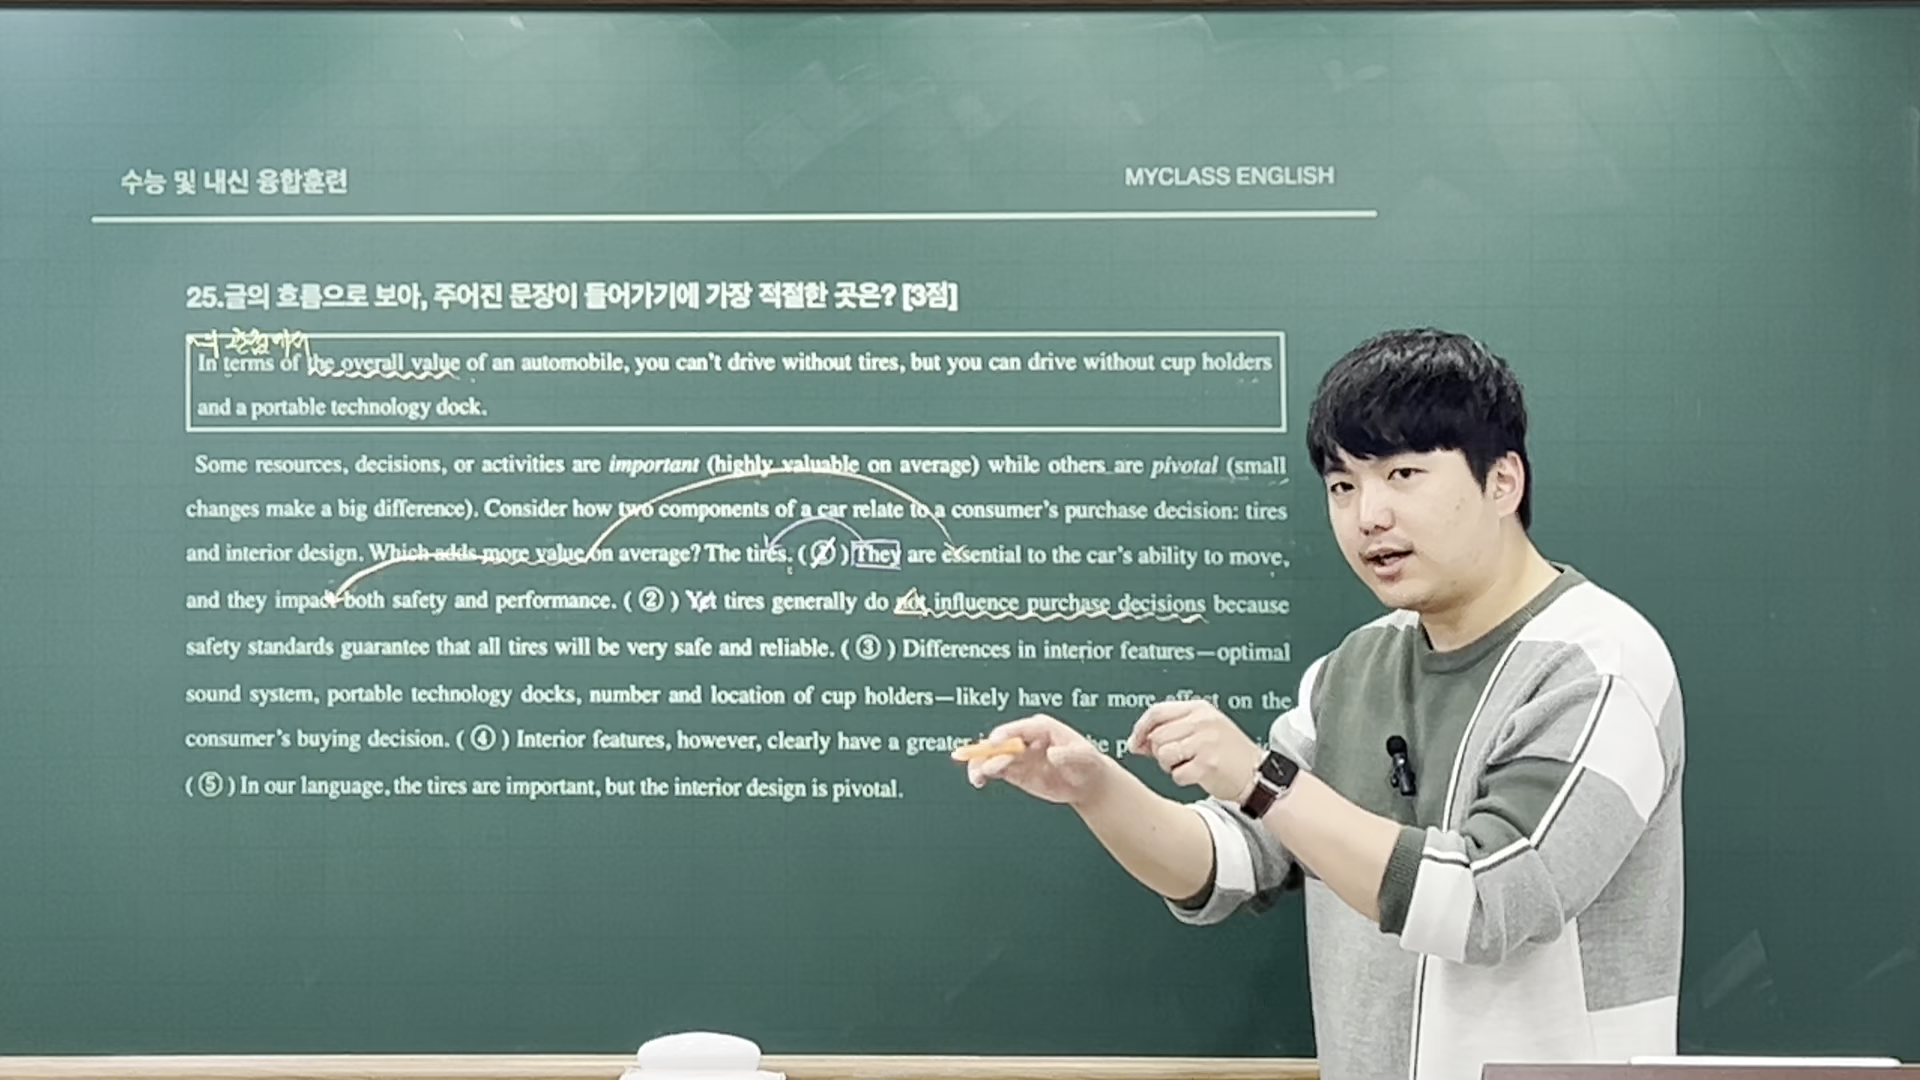 수능 및 내신 융합훈련
MYCLASS ENGLISH
25.글의 흐름으로 보아, 주어진 문장이 들어가기에 가장 적절한 곳은? [3점]
관점에서
In terms of the overall value of an automobile, you can't drive without tires, but you can drive without cup holders
and a portable technology dock.
Some resources, decisions, or activities are important (highly valuable on average) while others are pivotal (small
changes make a big difference). Consider how two components of a car relate to a consumer's purchase decision: tires
and interior design. Which adds more value on average? The tires. ( ① ) They are essential to the car's ability to move,
and they impact both safety and performance. ( ② ) Yet tires generally do not influence purchase decisions because
safety standards guarantee that all tires will be very safe and reliable. ( ③ ) Differences in interior features—optimal
sound system, portable technology docks, number and location of cup holders—likely have far more effect on the
consumer's buying decision. ( ④ ) Interior features, however, clearly have a greater
( ⑤ ) In our language, the tires are important, but the interior design is pivotal.